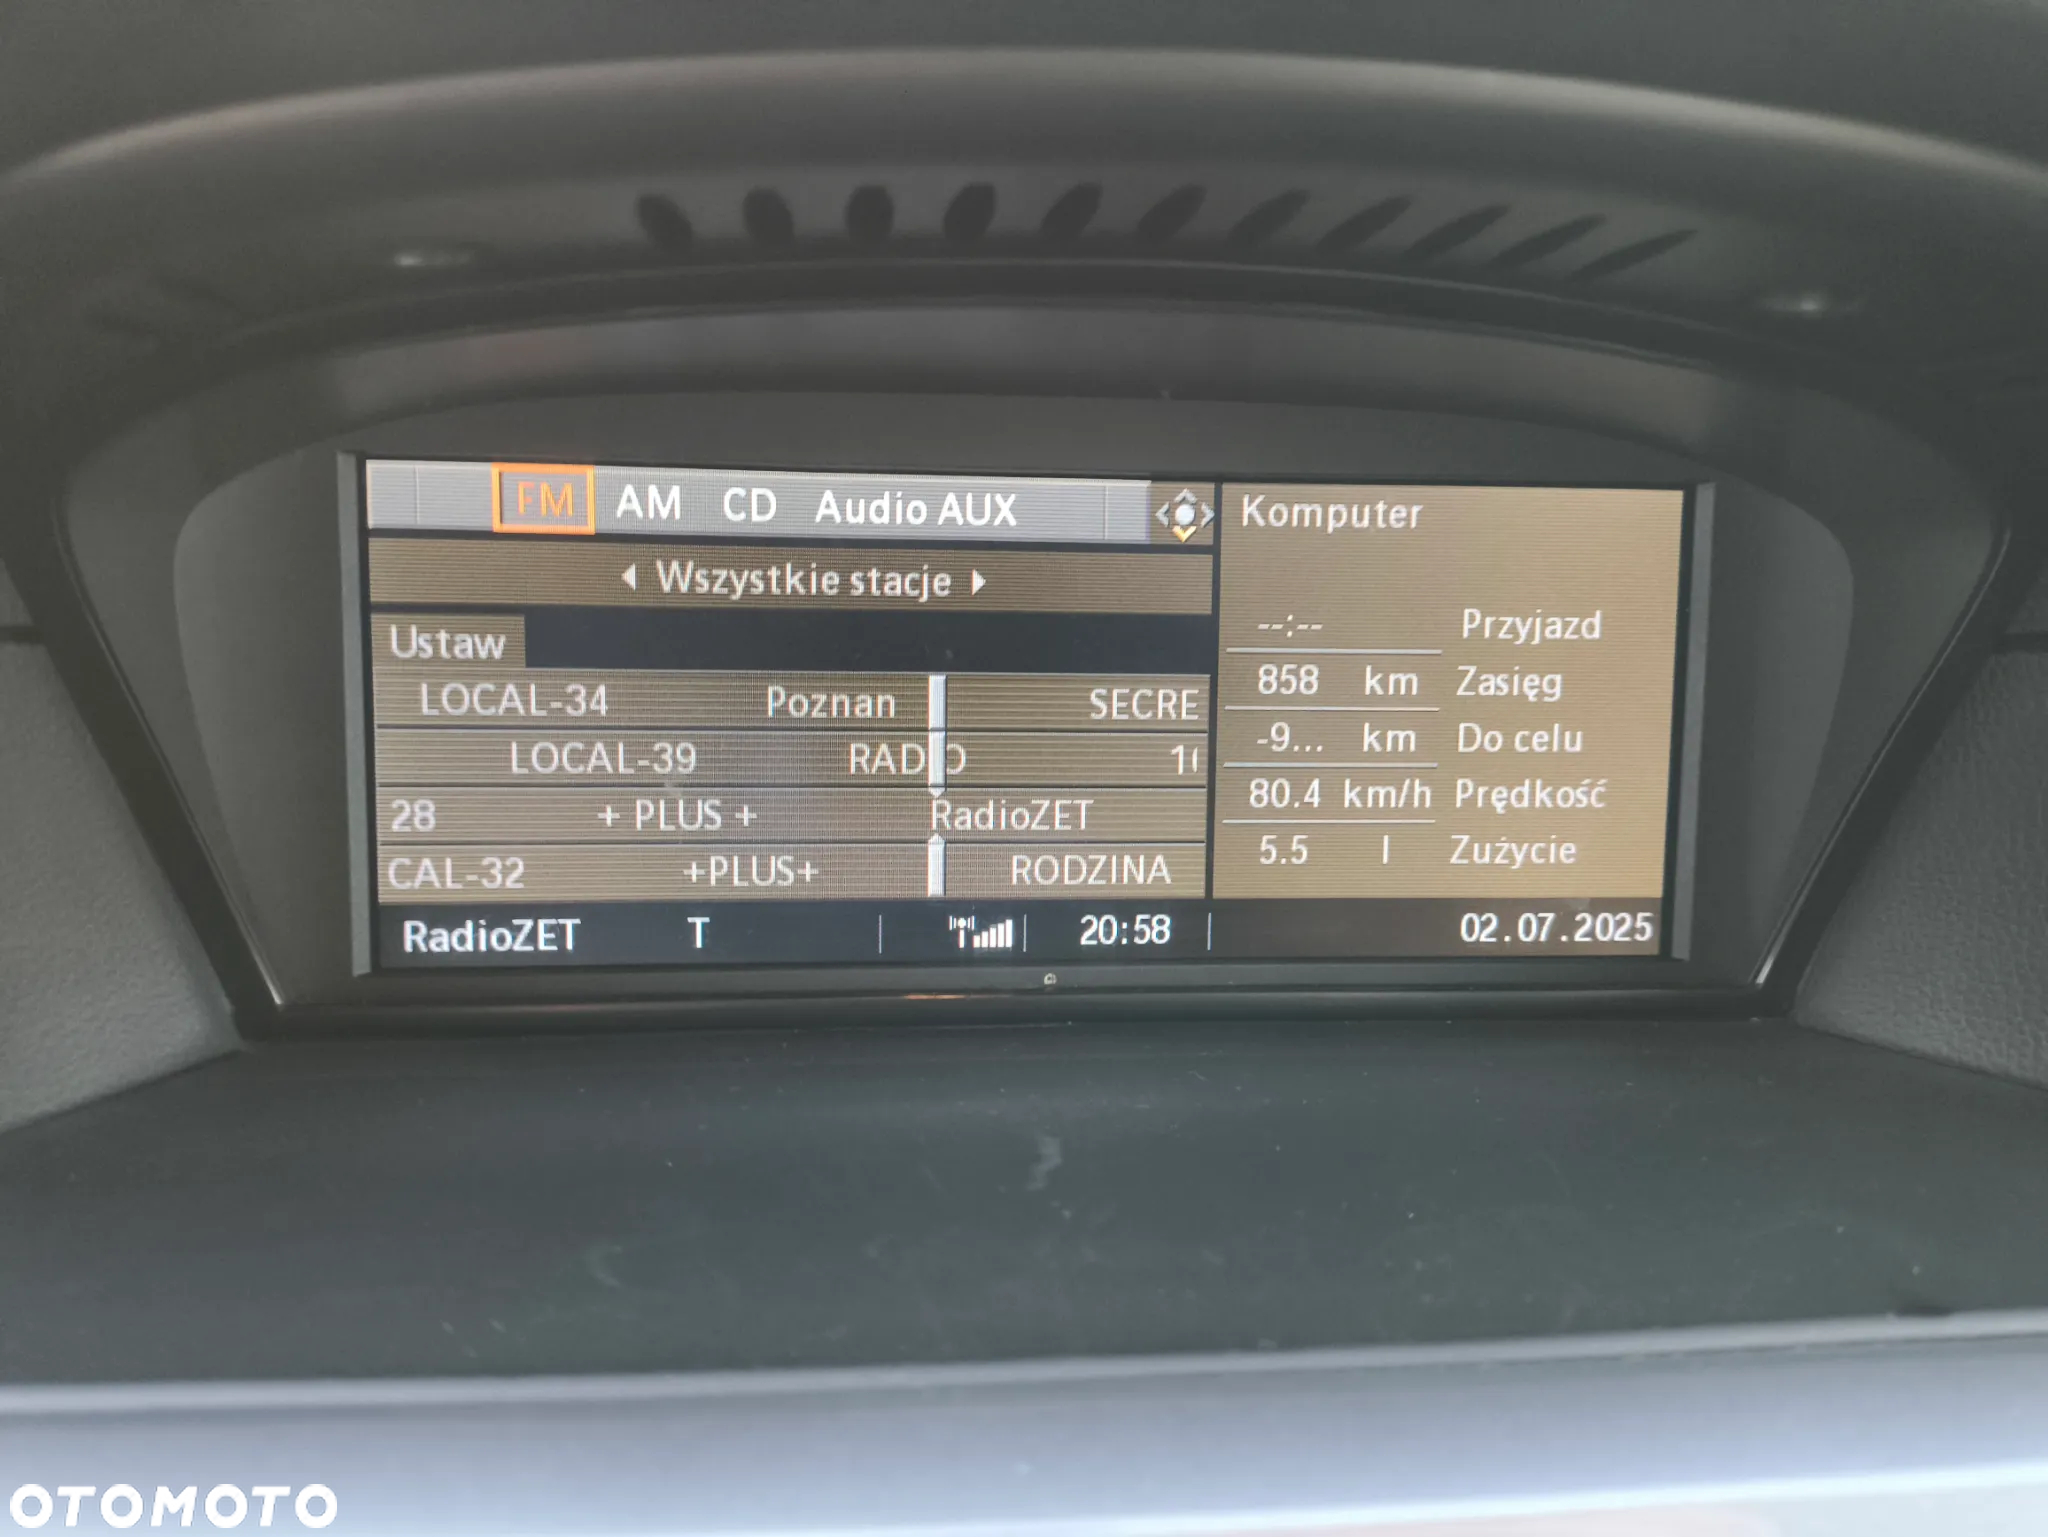 FM AM CD Audio AUX
Wszystkie stacje
Ustaw
LOCAL-34 Poznan SECRE
LOCAL-39 RADIO
28 + PLUS + RadioZET
CAL-32 +PLUS+ RODZINA
RadioZET T 20:58
Komputer
--:-- Przyjazd
858 km Zasięg
-9... km Do celu
80.4 km/h Prędkość
5.5 l Zużycie
02.07.2025
OTOMOTO